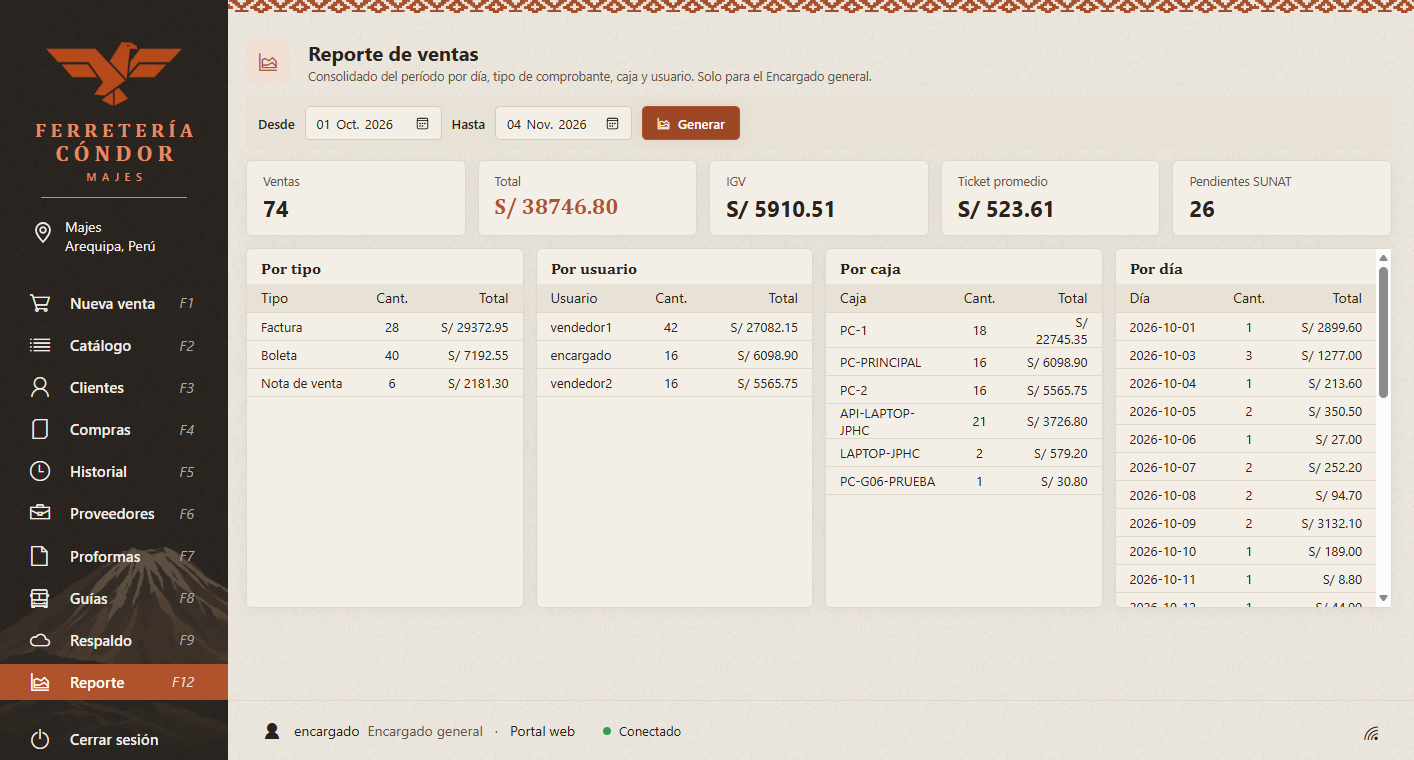 FERRETERÍA
CÓNDOR
MAJES
Majes
Arequipa, Perú
Nueva venta F1
Catálogo F2
Clientes F3
Compras F4
Historial F5
Proveedores F6
Proformas F7
Guías F8
Respaldo F9
Reporte F12
Cerrar sesión
Reporte de ventas
Consolidado del período por día, tipo de comprobante, caja y usuario. Solo para el Encargado general.
Desde 01 Oct. 2026 Hasta 04 Nov. 2026 Generar
Ventas
74
Total
S/ 38746.80
IGV
S/ 5910.51
Ticket promedio
S/ 523.61
Pendientes SUNAT
26
Por tipo
Tipo Cant. Total
Factura 28 S/ 29372.95
Boleta 40 S/ 7192.55
Nota de venta 6 S/ 2181.30
Por usuario
Usuario Cant. Total
vendedor1 42 S/ 27082.15
encargado 16 S/ 6098.90
vendedor2 16 S/ 5565.75
Por caja
Caja Cant. Total
PC-1 18 S/
22745.35
PC-PRINCIPAL 16 S/ 6098.90
PC-2 16 S/ 5565.75
API-LAPTOP-
JPHC 21 S/ 3726.80
LAPTOP-JPHC 2 S/ 579.20
PC-G06-PRUEBA 1 S/ 30.80
Por día
Día Cant. Total
2026-10-01 1 S/ 2899.60
2026-10-03 3 S/ 1277.00
2026-10-04 1 S/ 213.60
2026-10-05 2 S/ 350.50
2026-10-06 1 S/ 27.00
2026-10-07 2 S/ 252.20
2026-10-08 2 S/ 94.70
2026-10-09 2 S/ 3132.10
2026-10-10 1 S/ 189.00
2026-10-11 1 S/ 8.80
2026-10-12 1 S/ 44.00
encargado Encargado general · Portal web Conectado